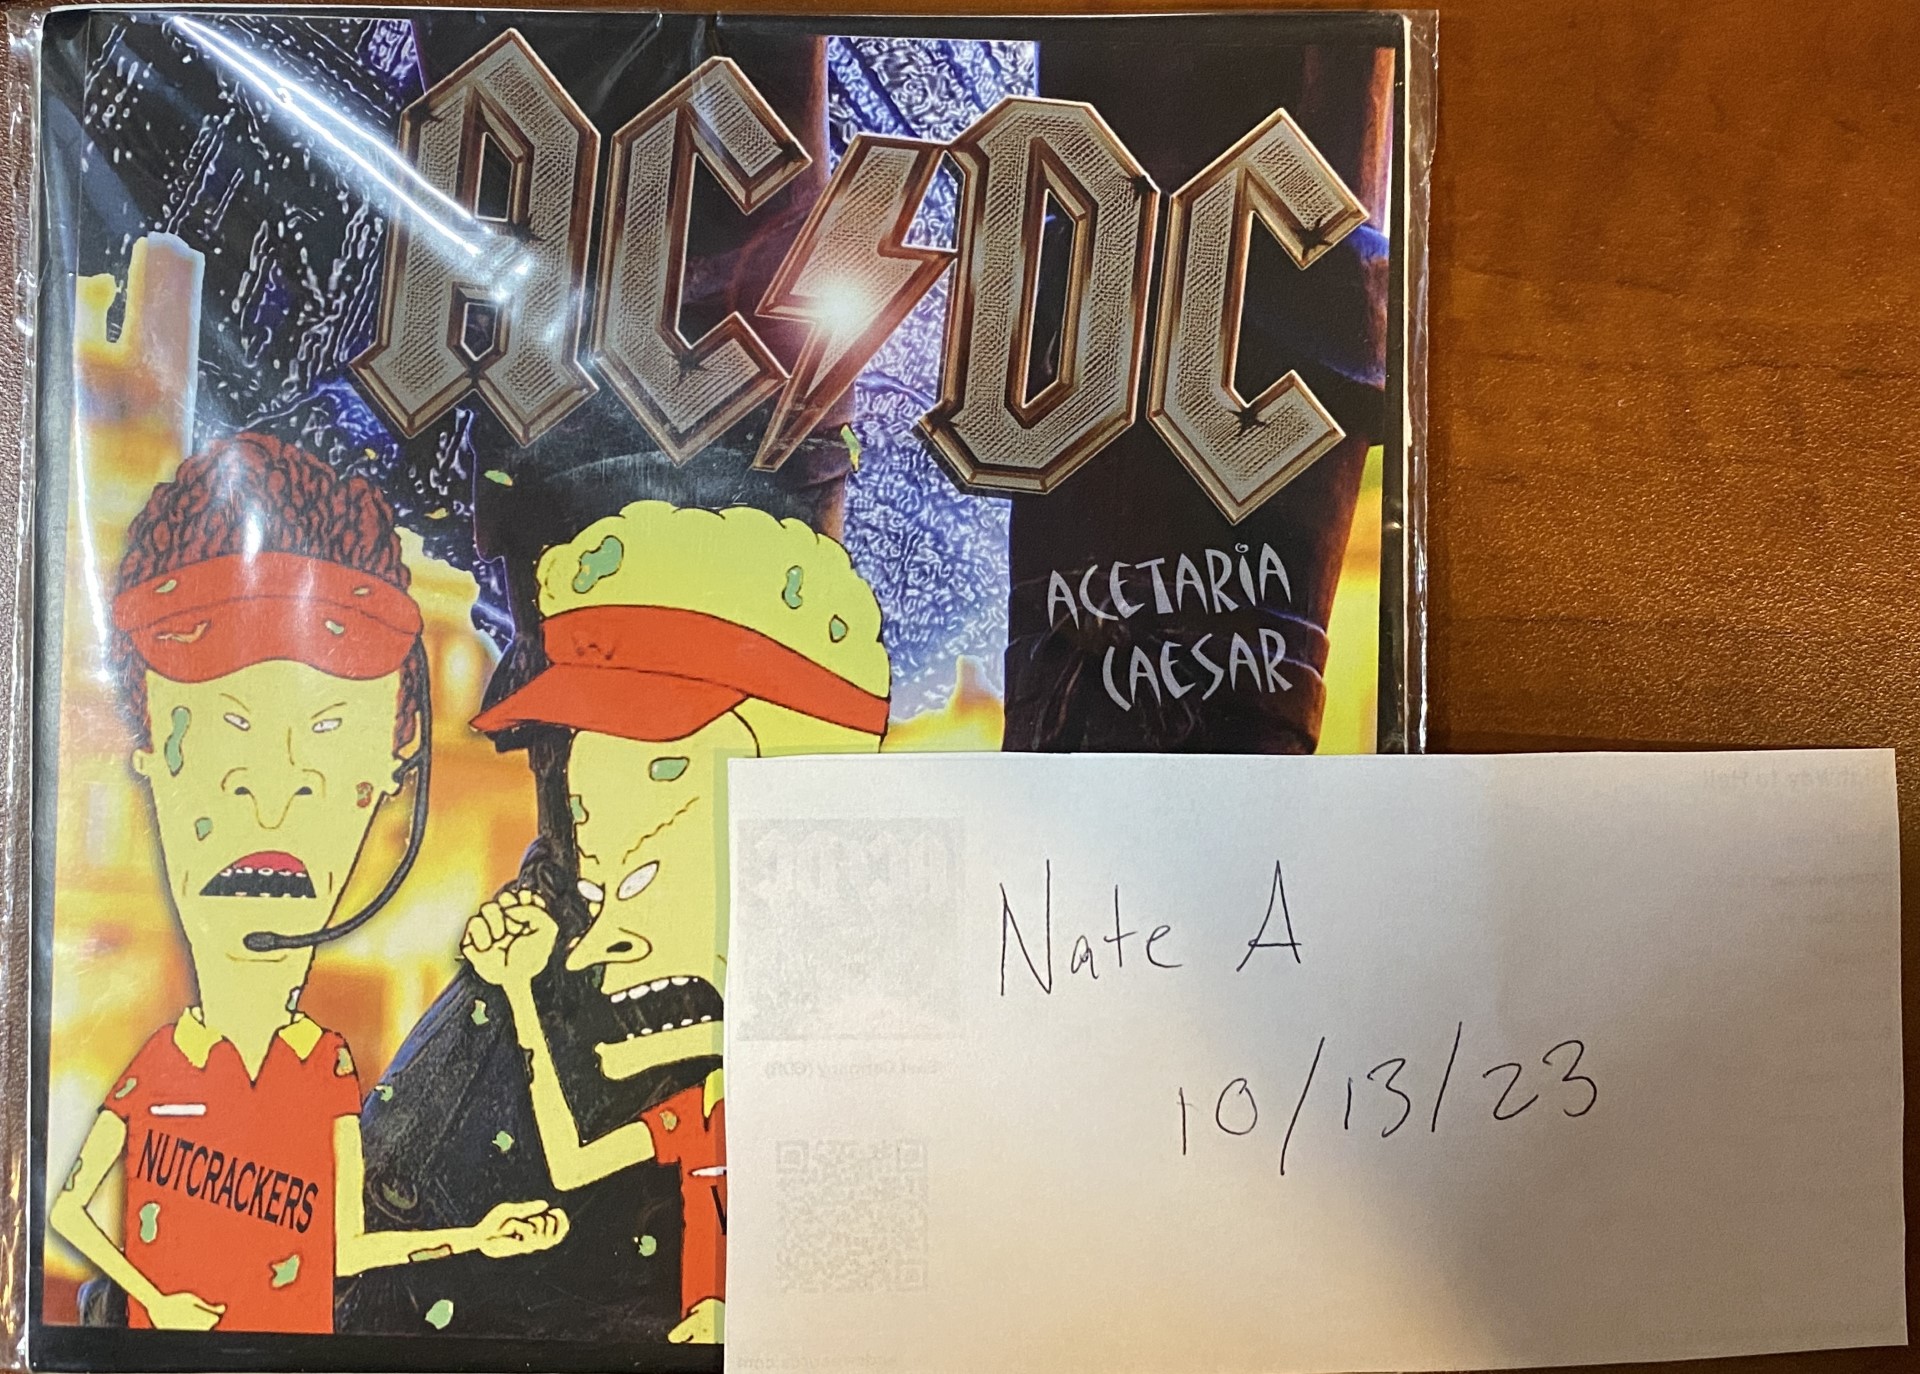 AC⚡DC
ACETARiA
CAESAR
NUTCRACKERS
Nate A
10/13/23